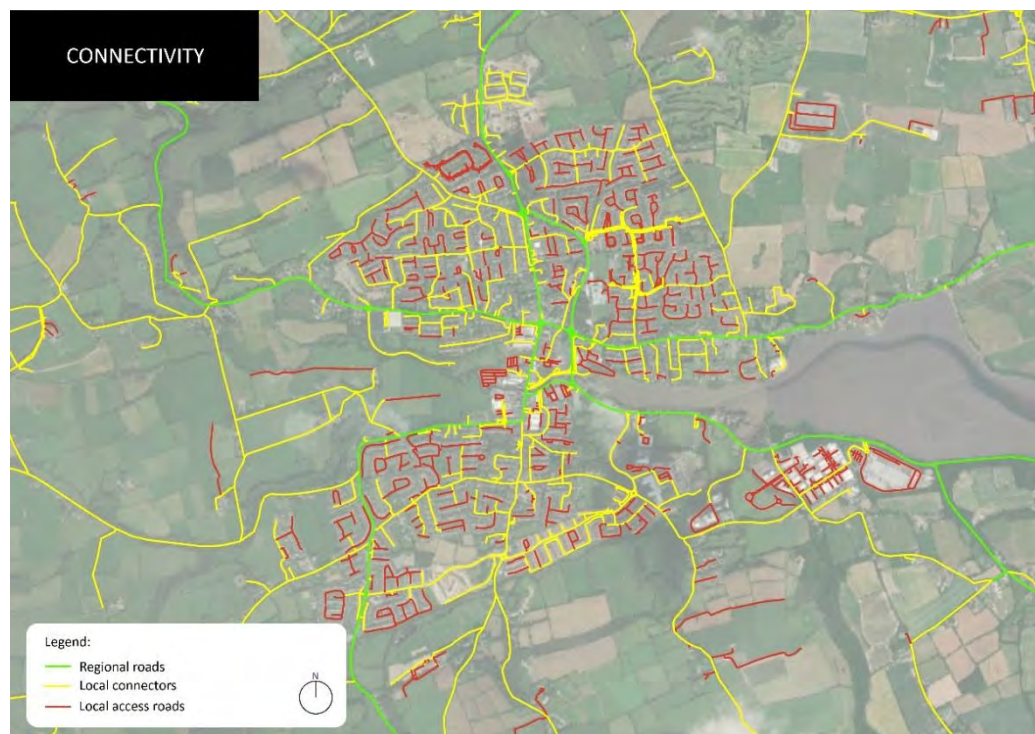 CONNECTIVITY
Legend:
Regional roads
Local connectors
Local access roads
N